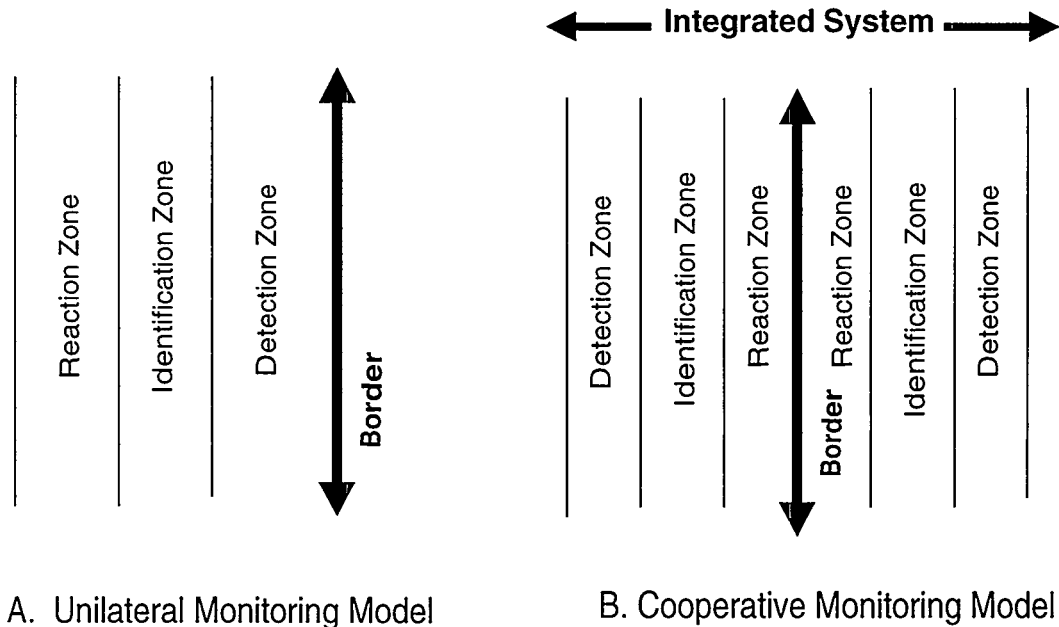 Integrated System
Reaction Zone
Identification Zone
Detection Zone
Border
Detection Zone
Identification Zone
Reaction Zone
Border
Reaction Zone
Identification Zone
Detection Zone
A. Unilateral Monitoring Model
B. Cooperative Monitoring Model